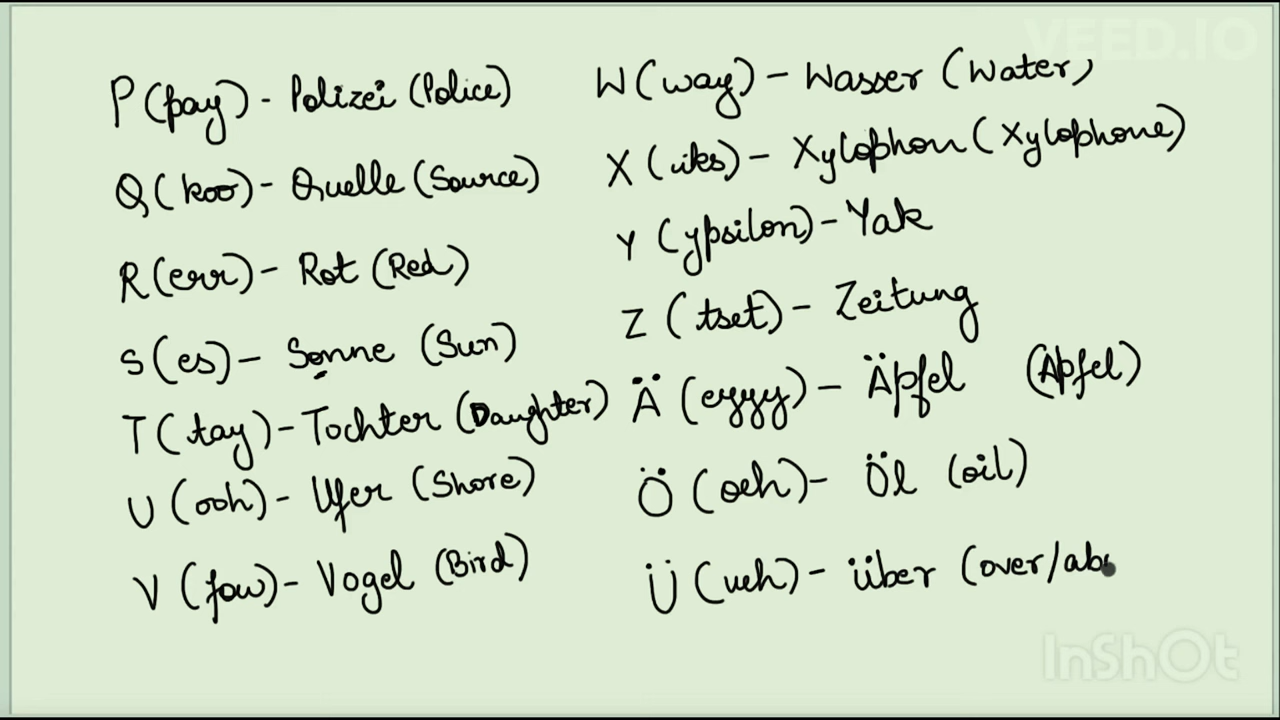 VEED.IO
P (pay) - Polizei (Police)
Q (koo) - Quelle (Source)
R (err) - Rot (Red)
S (es) - Sonne (Sun)
T (tay) - Tochter (Daughter)
U (ooh) - Ufer (Shore)
V (fow) - Vogel (Bird)
W (way) - Wasser (Water)
X (iks) - Xylophon (Xylophone)
Y (ypsilon) - Yak
Z (tset) - Zeitung
Ä (eyyy) - Äpfel (Apfel)
Ö (oeh) - Öl (oil)
Ü (ueh) - über (over/abo
InShOt